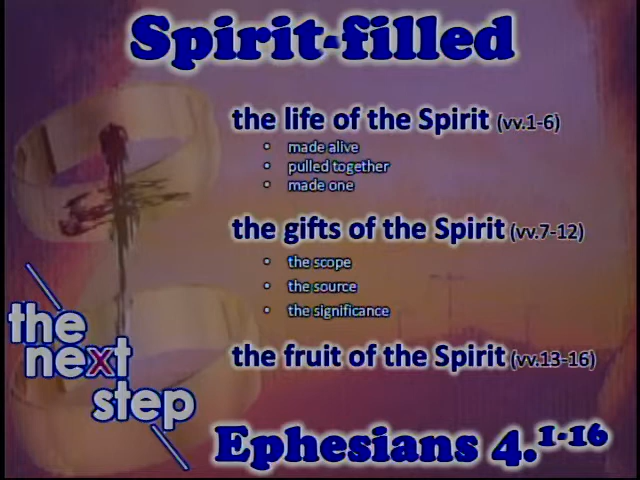 Spirit-filled
the life of the Spirit (vv.1-6)
• made alive
• pulled together
• made one
the gifts of the Spirit (vv.7-12)
• the scope
• the source
• the significance
the fruit of the Spirit (vv.13-16)
the
next
step
Ephesians 4.1-16